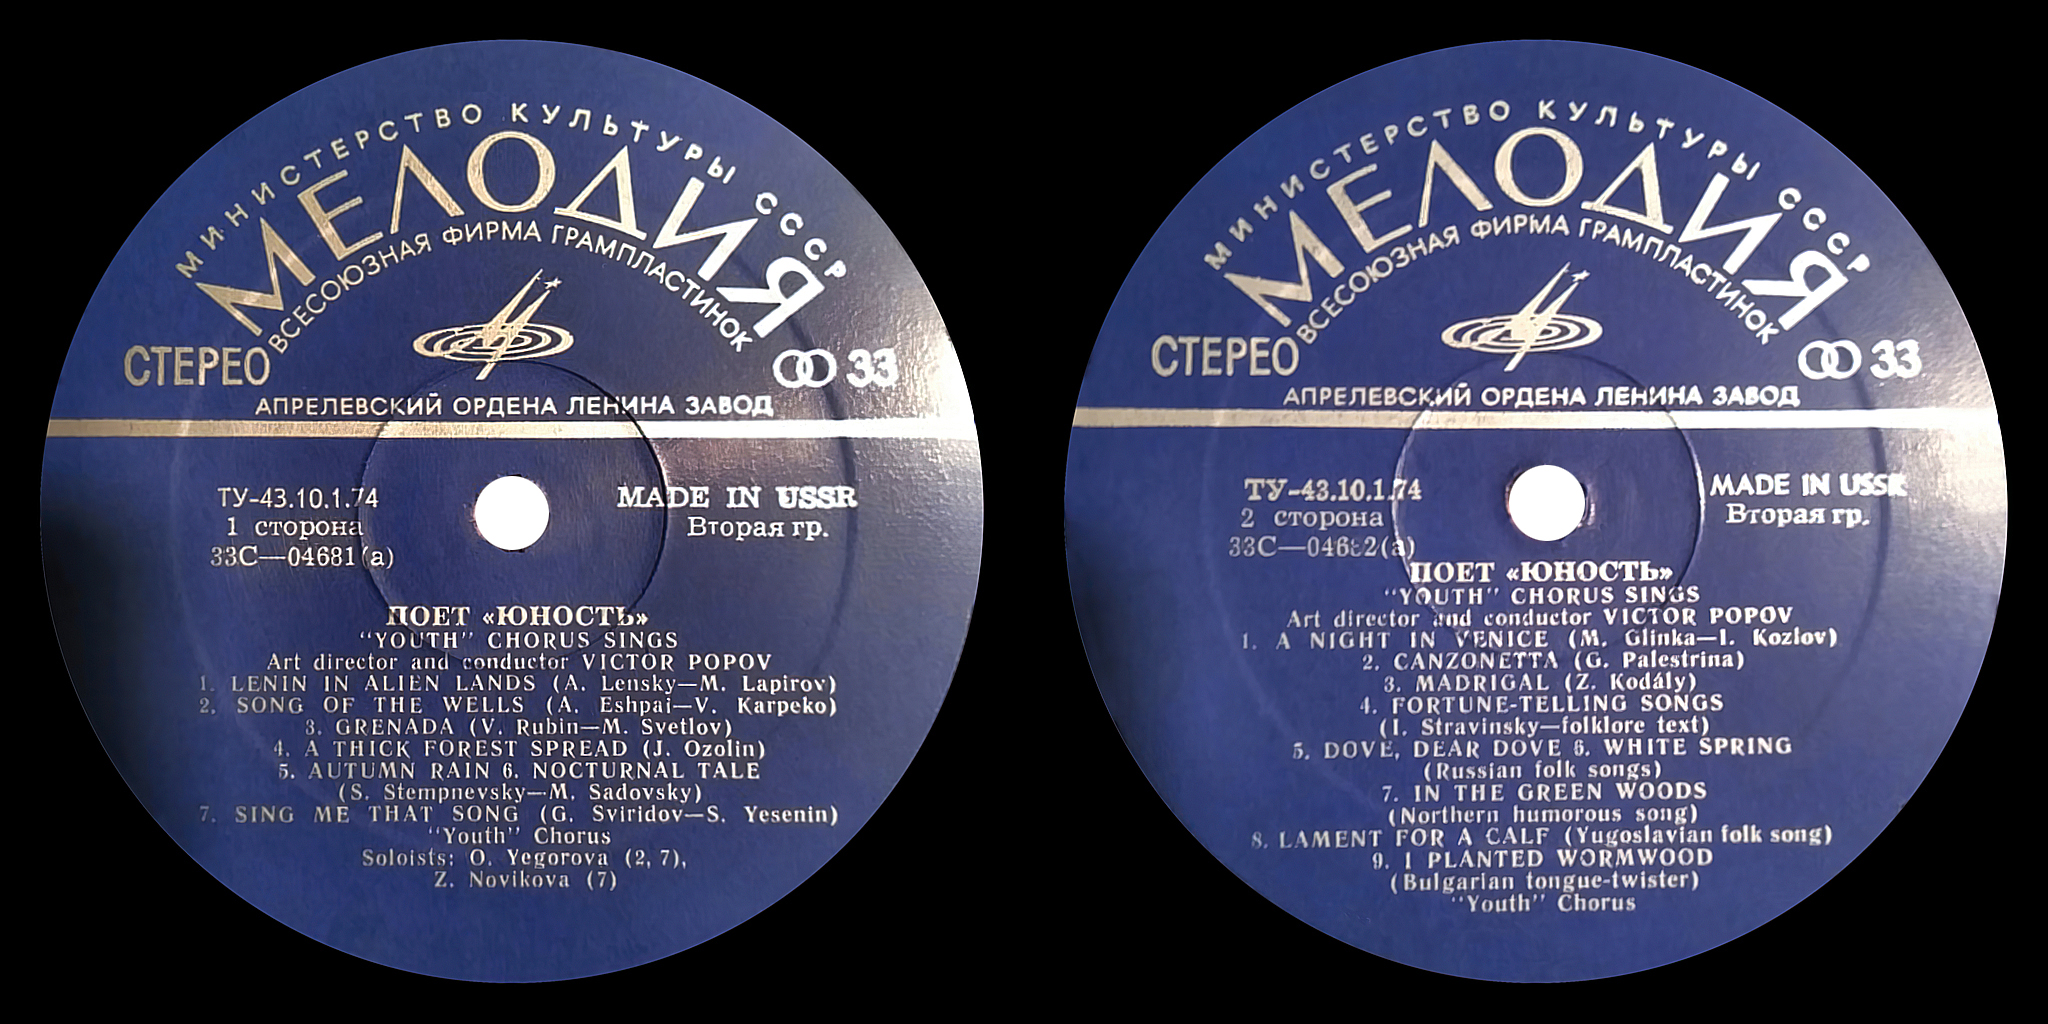 МИНИСТЕРСТВО КУЛЬТУРЫ СССР
МЕЛОДИЯ
ВСЕСОЮЗНАЯ ФИРМА ГРАМПЛАСТИНОК
СТЕРЕО
33
АПРЕЛЕВСКИЙ ОРДЕНА ЛЕНИНА ЗАВОД
ТУ-43.10.1.74
1 сторона
33С—04681(а)
MADE IN USSR
Вторая гр.
ПОЕТ «ЮНОСТЬ»
"YOUTH" CHORUS SINGS
Art director and conductor VICTOR POPOV
1. LENIN IN ALIEN LANDS (A. Lensky—M. Lapirov)
2. SONG OF THE WELLS (A. Eshpai—V. Karpeko)
3. GRENADA (V. Rubin—M. Svetlov)
4. A THICK FOREST SPREAD (J. Ozolin)
5. AUTUMN RAIN 6. NOCTURNAL TALE
(S. Stempnevsky—M. Sadovsky)
7. SING ME THAT SONG (G. Sviridov—S. Yesenin)
"Youth" Chorus
Soloists: O. Yegorova (2, 7),
Z. Novikova (7)
МИНИСТЕРСТВО КУЛЬТУРЫ СССР
МЕЛОДИЯ
ВСЕСОЮЗНАЯ ФИРМА ГРАМПЛАСТИНОК
СТЕРЕО
33
АПРЕЛЕВСКИЙ ОРДЕНА ЛЕНИНА ЗАВОД
ТУ-43.10.1.74
2 сторона
33С—04682(а)
MADE IN USSR
Вторая гр.
ПОЕТ «ЮНОСТЬ»
"YOUTH" CHORUS SINGS
Art director and conductor VICTOR POPOV
1. A NIGHT IN VENICE (M. Glinka—I. Kozlov)
2. CANZONETTA (G. Palestrina)
3. MADRIGAL (Z. Kodály)
4. FORTUNE-TELLING SONGS
(I. Stravinsky—folklore text)
5. DOVE, DEAR DOVE 6. WHITE SPRING
(Russian folk songs)
7. IN THE GREEN WOODS
(Northern humorous song)
8. LAMENT FOR A CALF (Yugoslavian folk song)
9. I PLANTED WORMWOOD
(Bulgarian tongue-twister)
"Youth" Chorus